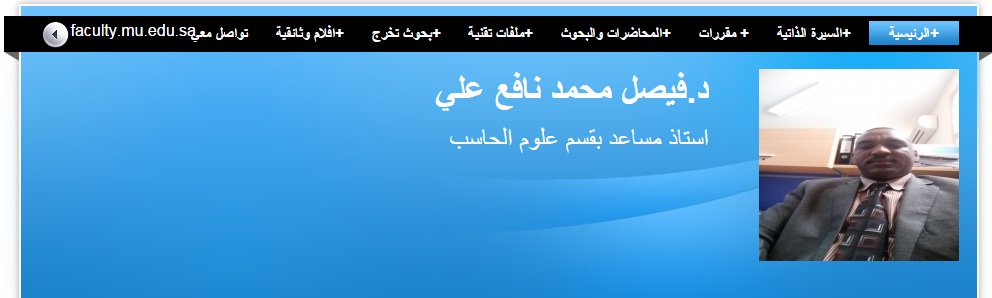 +الرئيسية +السيرة الذاتية + مقررات +المحاضرات والبحوث +ملفات تقنية +بحوث تخرج +افلام وثائقية تواصل معي faculty.mu.edu.sa
د.فيصل محمد نافع علي
استاذ مساعد بقسم علوم الحاسب